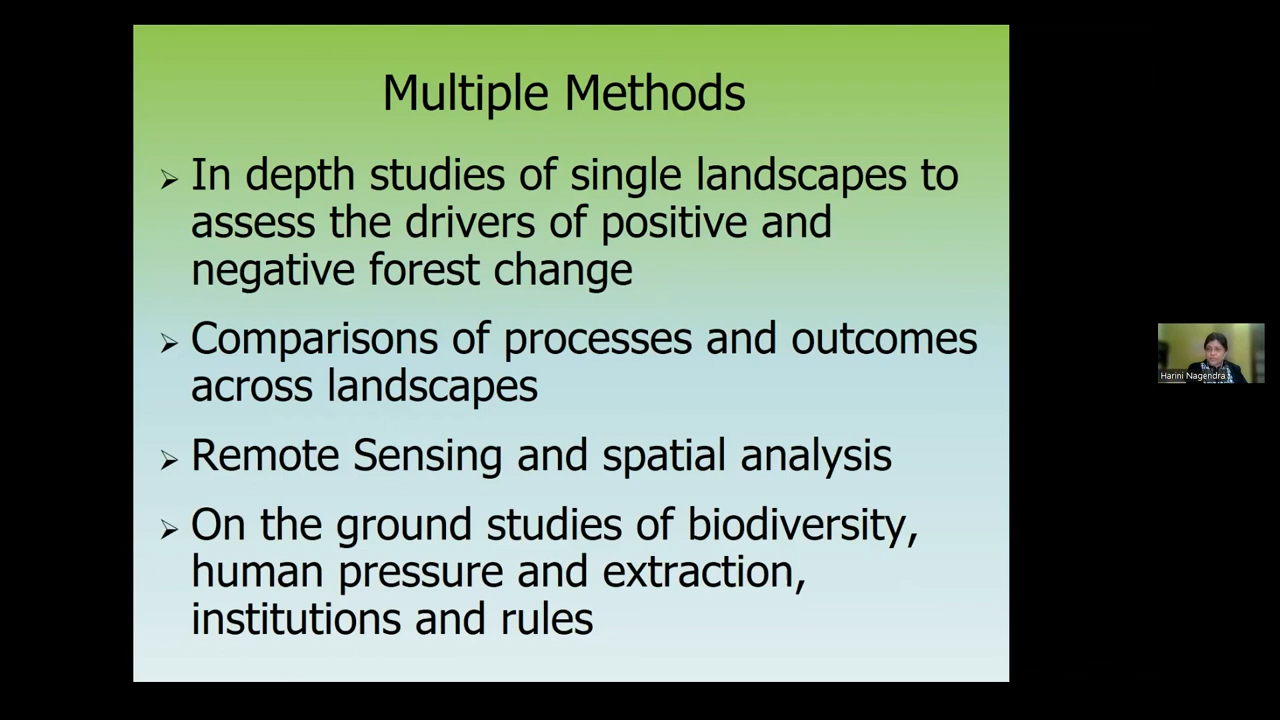 Multiple Methods
➢ In depth studies of single landscapes to
assess the drivers of positive and
negative forest change
➢ Comparisons of processes and outcomes
across landscapes
➢ Remote Sensing and spatial analysis
➢ On the ground studies of biodiversity,
human pressure and extraction,
institutions and rules
Harini Nagendra